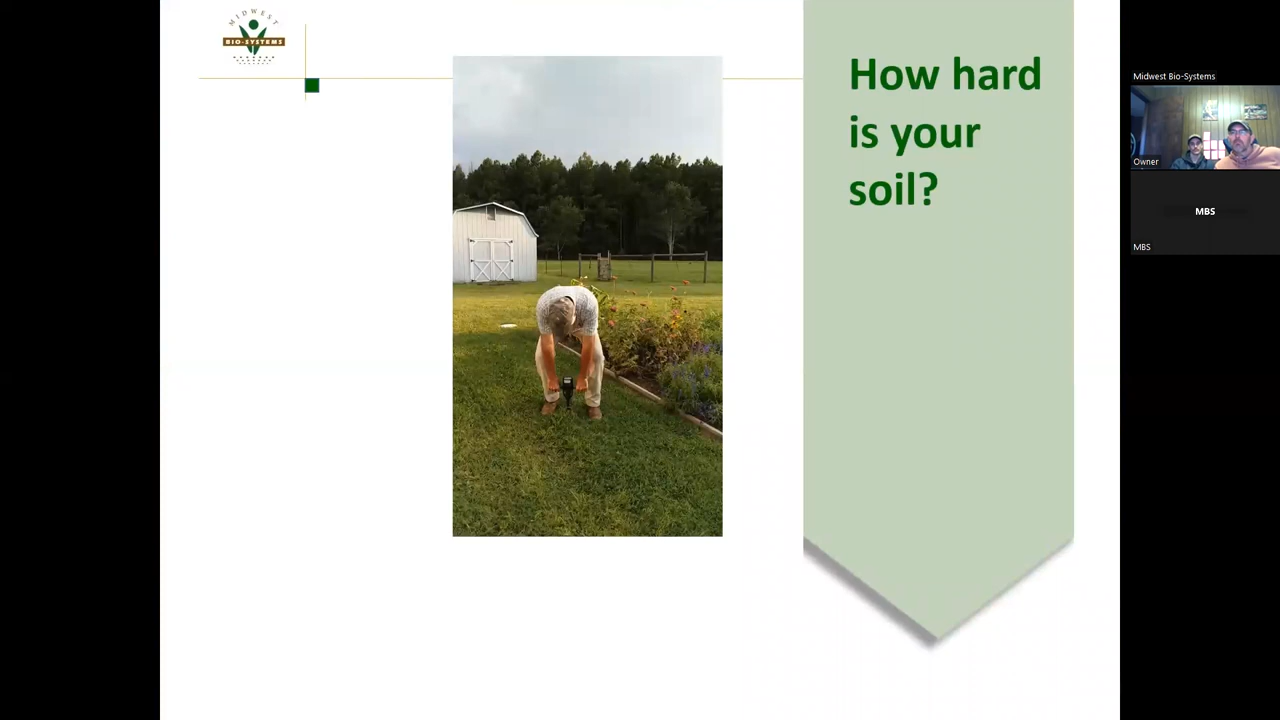 MIDWEST
BIO-SYSTEMS
How hard
is your
soil?
Midwest Bio-Systems
Owner
MBS
MBS